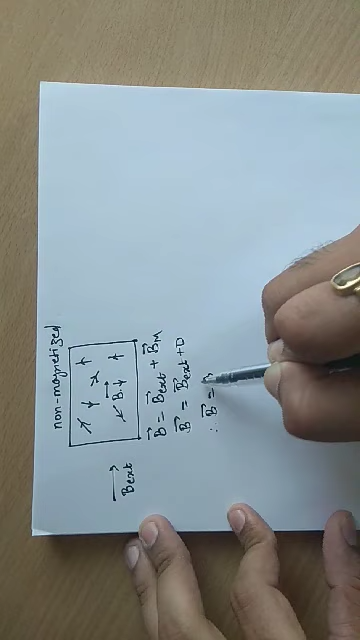 non-magnetized
B⃗
B⃗ext
B⃗ = B⃗ext + B⃗M
B⃗ = B⃗ext + 0
∴ B⃗ =